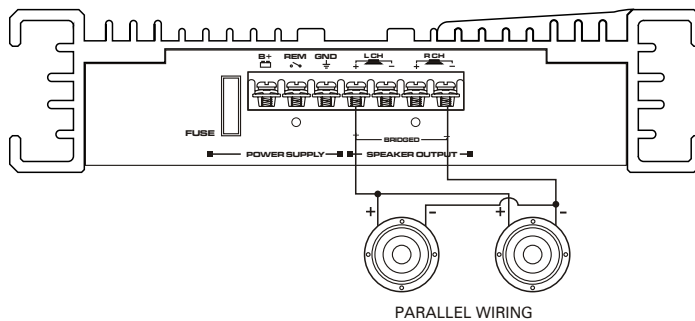 B+ REM GND L CH R CH
+ - + -
FUSE
+ BRIDGED -
POWER SUPPLY SPEAKER OUTPUT
+ - + -
PARALLEL WIRING